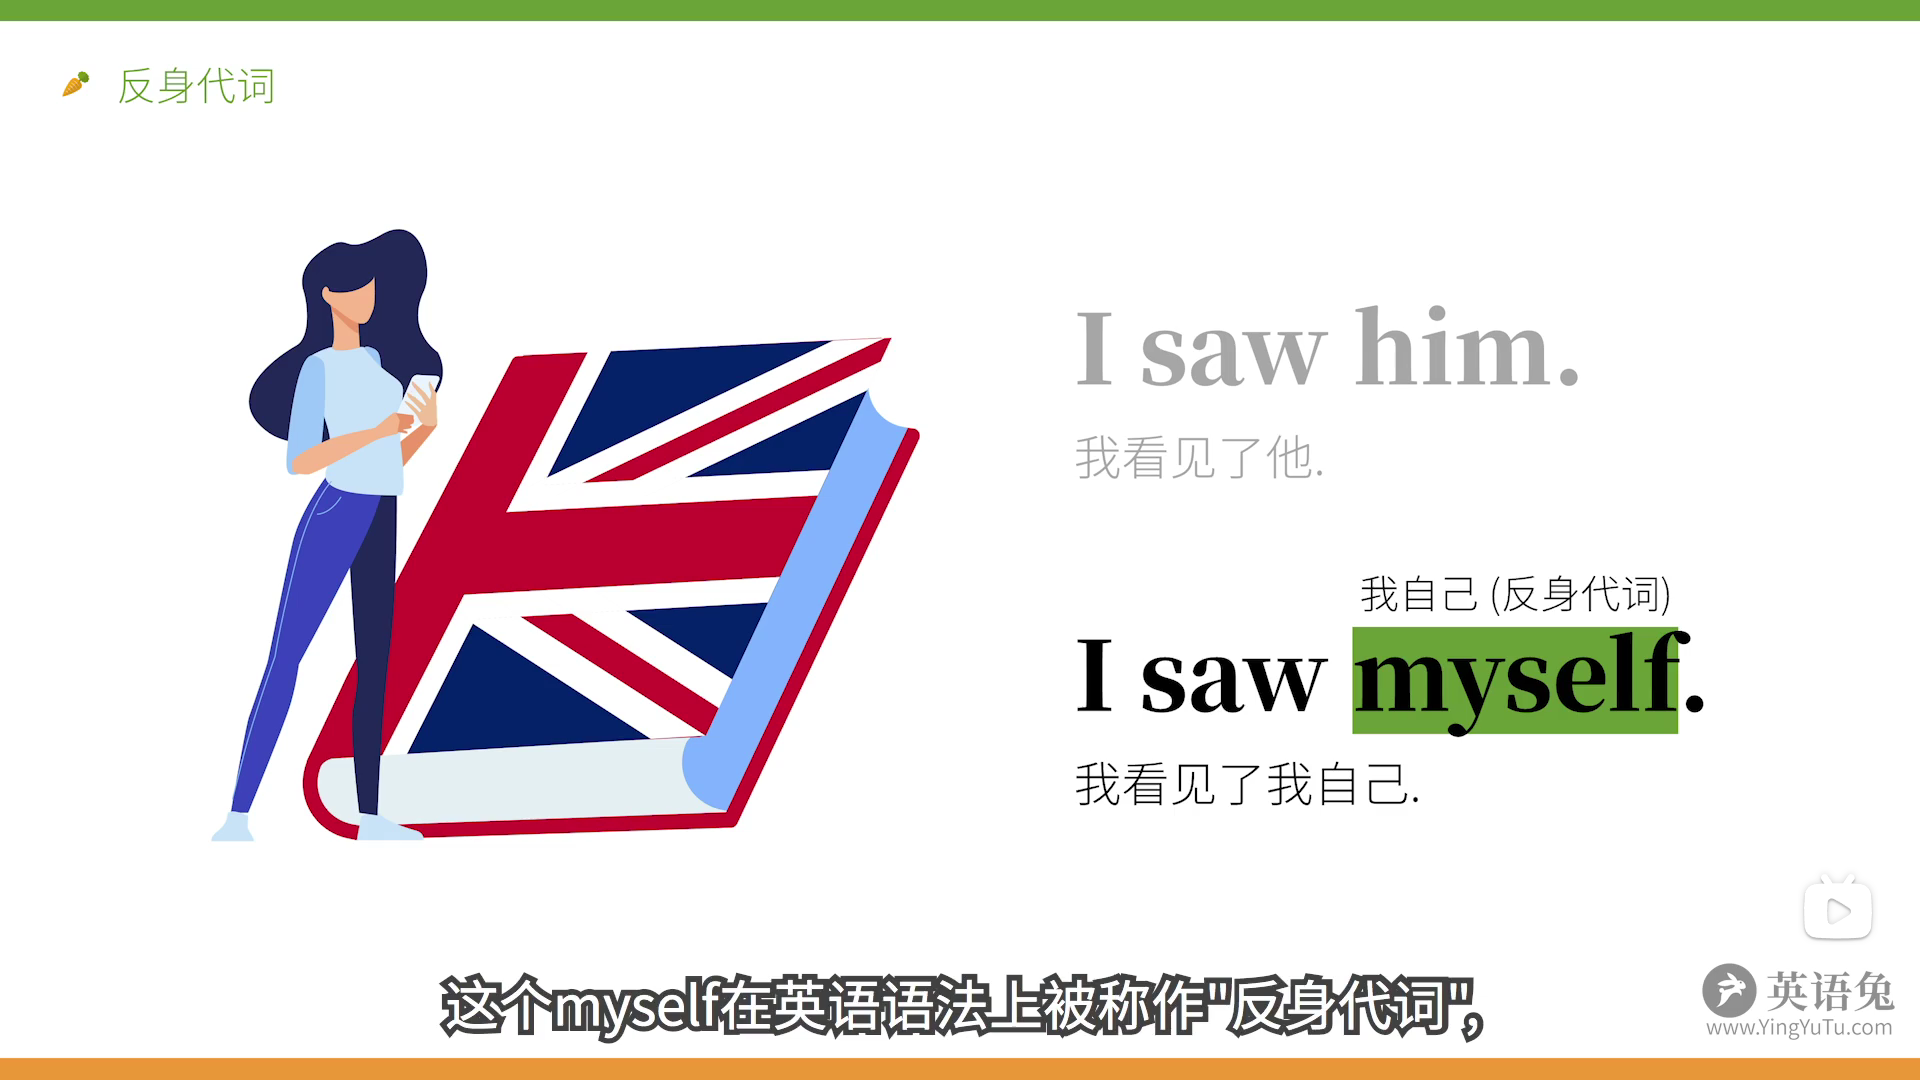 反身代词
I saw him.
我看见了他.
我自己 (反身代词)
I saw myself.
我看见了我自己.
这个myself在英语语法上被称作"反身代词",
英语兔
www.YingYuTu.com